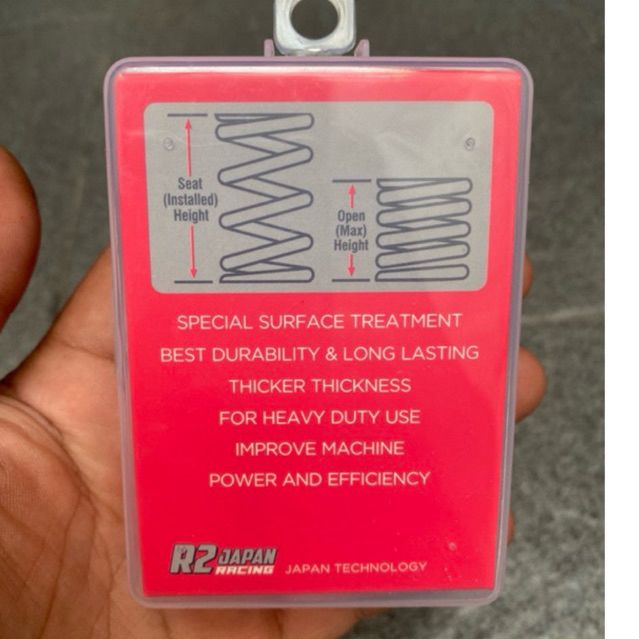 Seat
(Installed)
Height
Open
(Max)
Height
SPECIAL SURFACE TREATMENT
BEST DURABILITY & LONG LASTING
THICKER THICKNESS
FOR HEAVY DUTY USE
IMPROVE MACHINE
POWER AND EFFICIENCY
R2 JAPAN
RACING JAPAN TECHNOLOGY